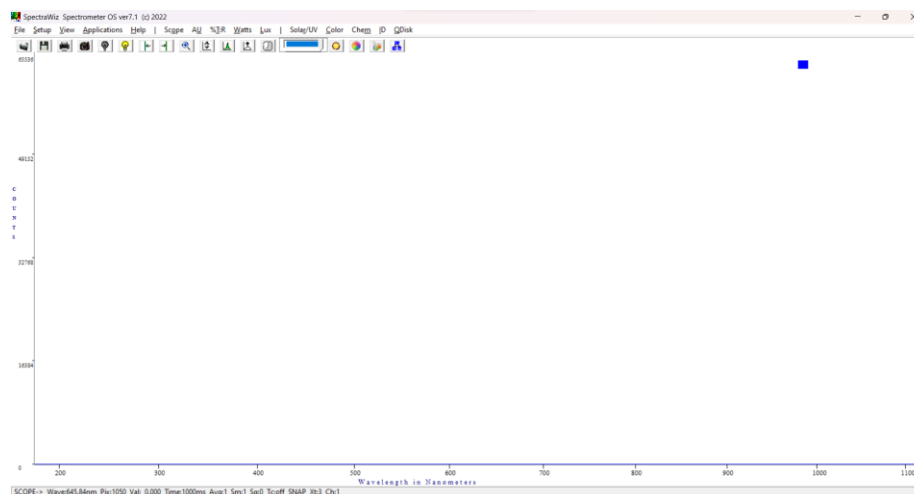 SpectraWiz Spectrometer OS ver7.1 (c) 2022
File Setup View Applications Help | Scope AU %T:R Watts Lux | Solar/UV Color Chem ID QDisk
65536
49152
COUNTS
32768
16384
0
200 300 400 500 600 700 800 900 1000 1100
Wavelength in Nanometers
SCOPE-> Wave:645.84nm Pix:1050 Val: 0.000 Time:1000ms Avg:1 Sm:1 Sg:0 Tc:off SNAP Xt:3 Ch:1